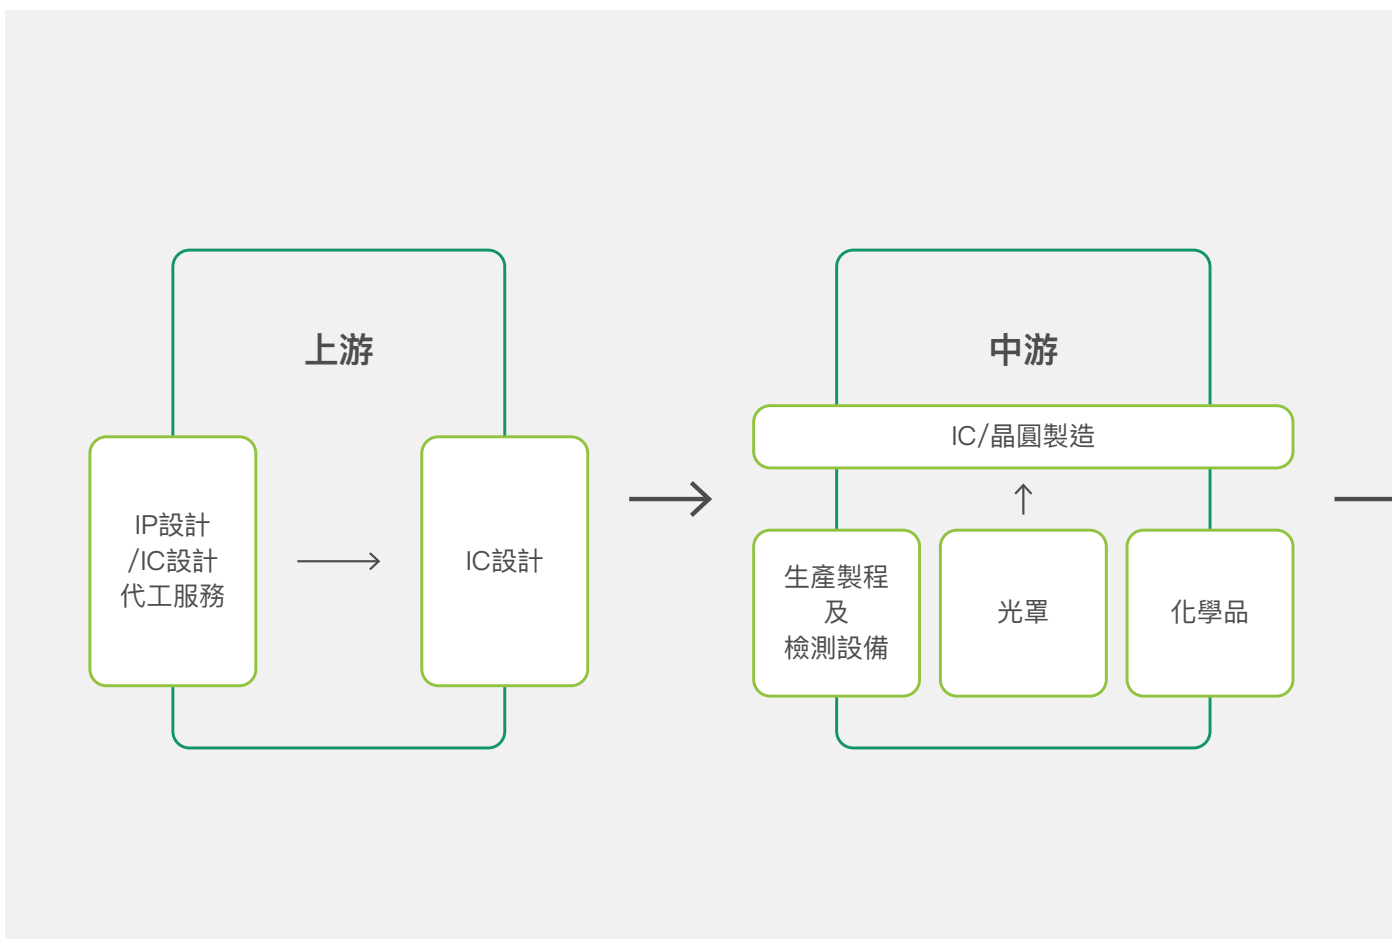 上游
IP設計
/IC設計
代工服務
IC設計
中游
IC/晶圓製造
生產製程
及
檢測設備
光罩
化學品